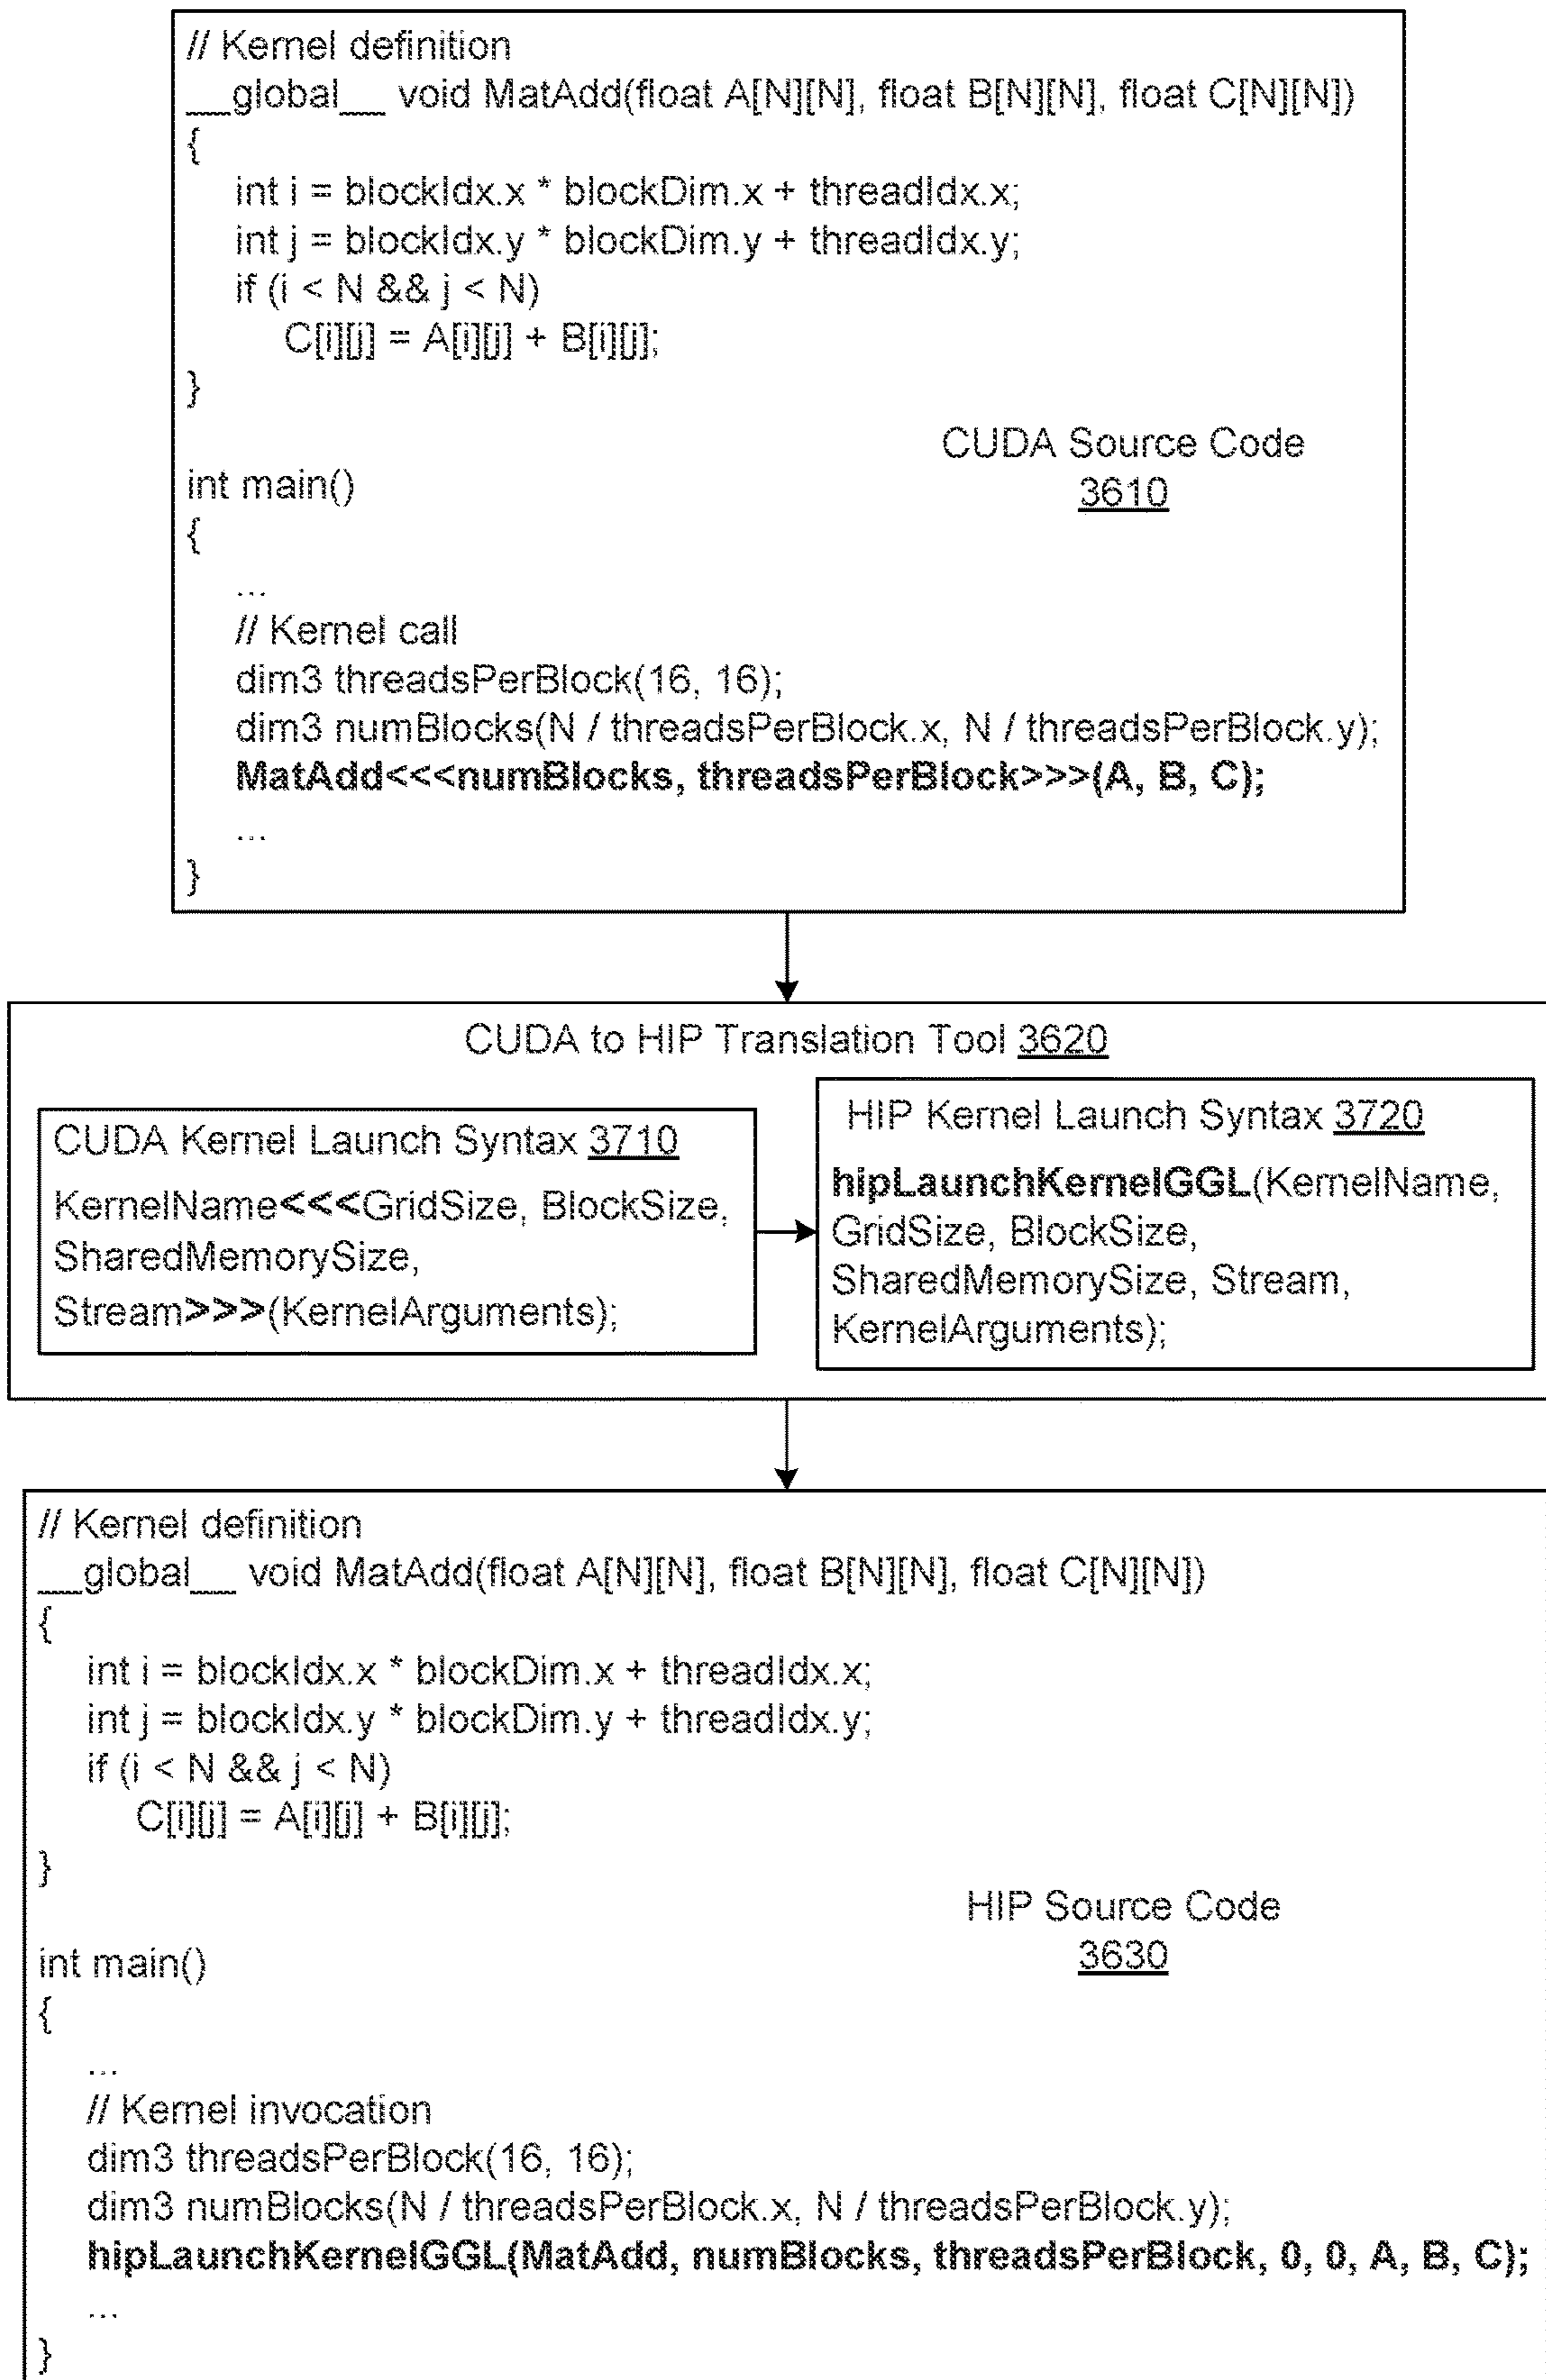 // Kernel definition
__global__ void MatAdd(float A[N][N], float B[N][N], float C[N][N])
{
int i = blockIdx.x * blockDim.x + threadIdx.x;
int j = blockIdx.y * blockDim.y + threadIdx.y;
if (i < N && j < N)
C[i][j] = A[i][j] + B[i][j];
}
CUDA Source Code
3610
int main()
{
...
// Kernel call
dim3 threadsPerBlock(16, 16);
dim3 numBlocks(N / threadsPerBlock.x, N / threadsPerBlock.y);
MatAdd<<<numBlocks, threadsPerBlock>>>(A, B, C);
...
}
CUDA to HIP Translation Tool 3620
CUDA Kernel Launch Syntax 3710
KernelName<<<GridSize, BlockSize,
SharedMemorySize,
Stream>>>(KernelArguments);
HIP Kernel Launch Syntax 3720
hipLaunchKernelGGL(KernelName,
GridSize, BlockSize,
SharedMemorySize, Stream,
KernelArguments);
// Kernel definition
__global__ void MatAdd(float A[N][N], float B[N][N], float C[N][N])
{
int i = blockIdx.x * blockDim.x + threadIdx.x;
int j = blockIdx.y * blockDim.y + threadIdx.y;
if (i < N && j < N)
C[i][j] = A[i][j] + B[i][j];
}
HIP Source Code
3630
int main()
{
...
// Kernel invocation
dim3 threadsPerBlock(16, 16);
dim3 numBlocks(N / threadsPerBlock.x, N / threadsPerBlock.y);
hipLaunchKernelGGL(MatAdd, numBlocks, threadsPerBlock, 0, 0, A, B, C);
...
}